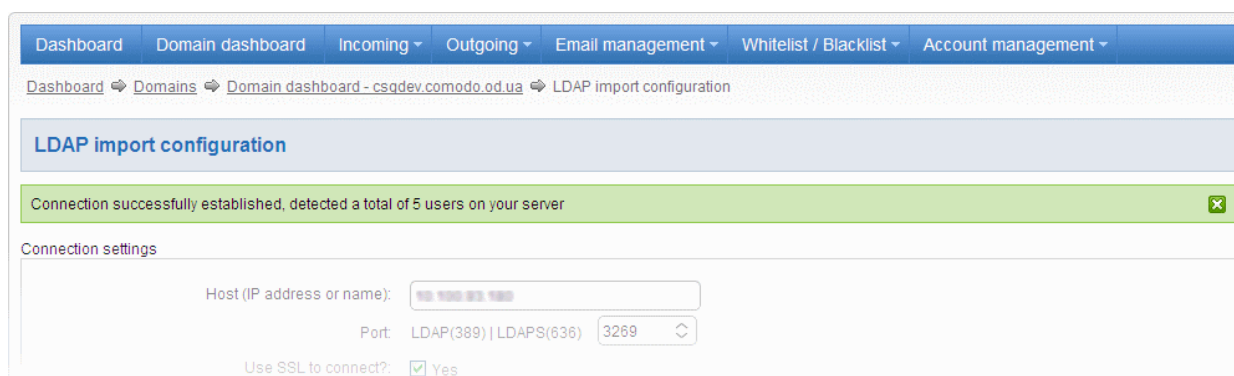 Dashboard Domain dashboard Incoming Outgoing Email management Whitelist / Blacklist Account management
Dashboard Domains Domain dashboard - csgdev.comodo.od.ua LDAP import configuration
LDAP import configuration
Connection successfully established, detected a total of 5 users on your server
Connection settings
Host (IP address or name):
Port: LDAP(389) | LDAPS(636) 3269
Use SSL to connect?: Yes